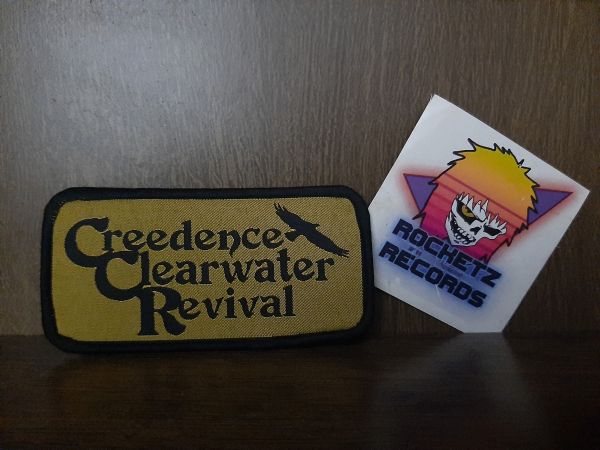 Creedence
Clearwater
Revival
ROCKETZ
RECORDS